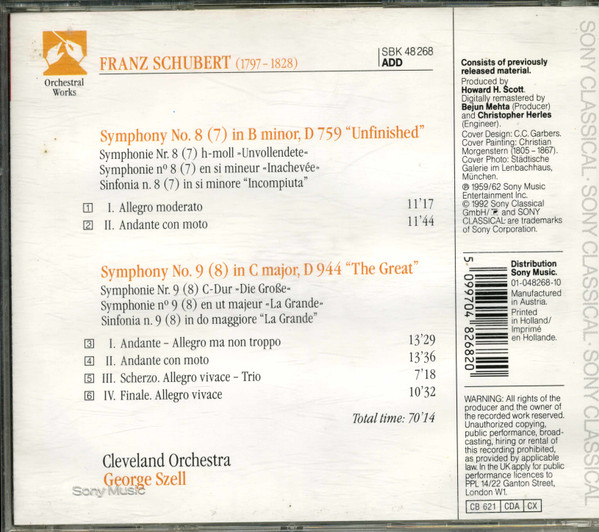 Orchestral
Works
FRANZ SCHUBERT (1797–1828)
SBK 48268
ADD
Symphony No. 8 (7) in B minor, D 759 “Unfinished”
Symphonie Nr. 8 (7) h-moll »Unvollendete«
Symphonie nº 8 (7) en si mineur «Inachevée»
Sinfonia n. 8 (7) in si minore “Incompiuta”
1 I. Allegro moderato 11'17
2 II. Andante con moto 11'44
Symphony No. 9 (8) in C major, D 944 “The Great”
Symphonie Nr. 9 (8) C-Dur »Die Große«
Symphonie nº 9 (8) en ut majeur «La Grande»
Sinfonia n. 9 (8) in do maggiore “La Grande”
3 I. Andante – Allegro ma non troppo 13'29
4 II. Andante con moto 13'36
5 III. Scherzo. Allegro vivace – Trio 7'18
6 IV. Finale. Allegro vivace 10'32
Total time: 70'14
Cleveland Orchestra
George Szell
Sony Music
Consists of previously
released material.
Produced by
Howard H. Scott.
Digitally remastered by
Bejun Mehta (Producer)
and Christopher Herles
(Engineer).
Cover Design: C.C. Garbers.
Cover Painting: Christian
Morgenstern (1805 – 1867).
Cover Photo: Städtische
Galerie im Lenbachhaus,
München.
℗ 1959/62 Sony Music
Entertainment Inc.
© 1992 Sony Classical
GmbH/ and SONY
CLASSICAL are trademarks
of Sony Corporation.
5 099704 826820
Distribution
Sony Music.
01-048268-10
Manufactured
in Austria.
Printed
in Holland/
Imprimé
en Hollande.
WARNING: All rights of the
producer and the owner of
the recorded work reserved.
Unauthorized copying,
public performance, broad-
casting, hiring or rental of
this recording prohibited,
as provided by applicable
law. In the UK apply for public
performance licences to
PPL 14/22 Ganton Street,
London W1.
CB 621 CDA CX
SONY CLASSICAL · SONY CLASSICAL · SONY CLASSICAL